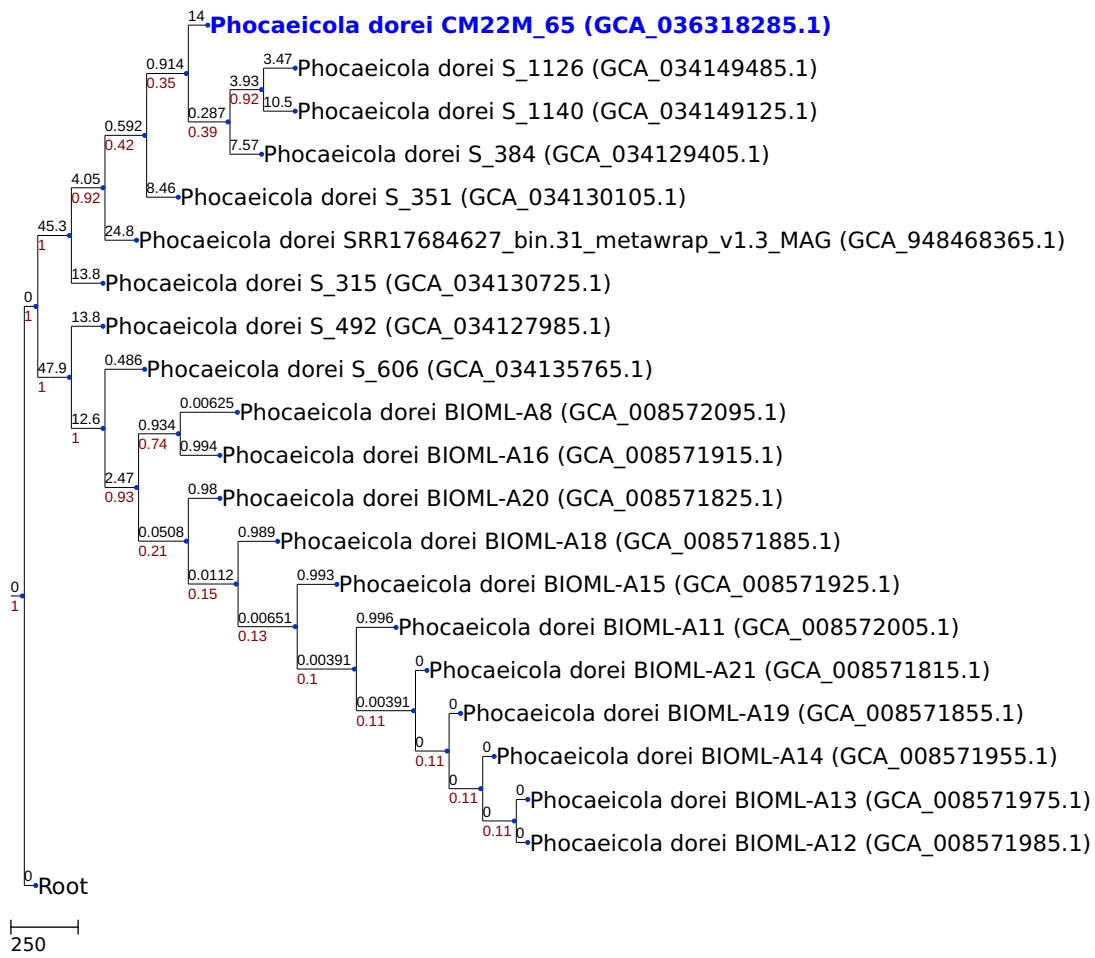 14
Phocaeicola dorei CM22M_65 (GCA_036318285.1)
0.914
0.35
3.47
Phocaeicola dorei S_1126 (GCA_034149485.1)
3.93
0.92
10.5
Phocaeicola dorei S_1140 (GCA_034149125.1)
0.287
0.39
0.592
0.42
7.57
Phocaeicola dorei S_384 (GCA_034129405.1)
4.05
0.92
8.46
Phocaeicola dorei S_351 (GCA_034130105.1)
45.3
1
24.8
Phocaeicola dorei SRR17684627_bin.31_metawrap_v1.3_MAG (GCA_948468365.1)
13.8
Phocaeicola dorei S_315 (GCA_034130725.1)
0
1
13.8
Phocaeicola dorei S_492 (GCA_034127985.1)
47.9
1
0.486
Phocaeicola dorei S_606 (GCA_034135765.1)
12.6
1
0.00625
Phocaeicola dorei BIOML-A8 (GCA_008572095.1)
0.934
0.74
0.994
Phocaeicola dorei BIOML-A16 (GCA_008571915.1)
2.47
0.93
0.98
Phocaeicola dorei BIOML-A20 (GCA_008571825.1)
0.0508
0.21
0.989
Phocaeicola dorei BIOML-A18 (GCA_008571885.1)
0.0112
0.15
0.993
Phocaeicola dorei BIOML-A15 (GCA_008571925.1)
0
1
0.00651
0.13
0.996
Phocaeicola dorei BIOML-A11 (GCA_008572005.1)
0.00391
0.1
0
Phocaeicola dorei BIOML-A21 (GCA_008571815.1)
0.00391
0.11
0
Phocaeicola dorei BIOML-A19 (GCA_008571855.1)
0
0.11
0
Phocaeicola dorei BIOML-A14 (GCA_008571955.1)
0
0.11
0
Phocaeicola dorei BIOML-A13 (GCA_008571975.1)
0
0.11
0
Phocaeicola dorei BIOML-A12 (GCA_008571985.1)
0
Root
250